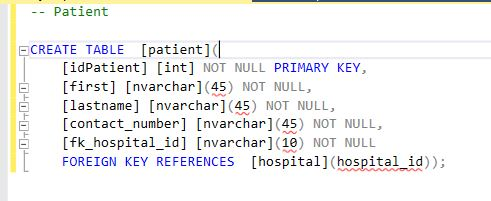 -- Patient
CREATE TABLE [patient](
[idPatient] [int] NOT NULL PRIMARY KEY,
[first] [nvarchar](45) NOT NULL,
[lastname] [nvarchar](45) NOT NULL,
[contact_number] [nvarchar](45) NOT NULL,
[fk_hospital_id] [nvarchar](10) NOT NULL
FOREIGN KEY REFERENCES [hospital](hospital_id));